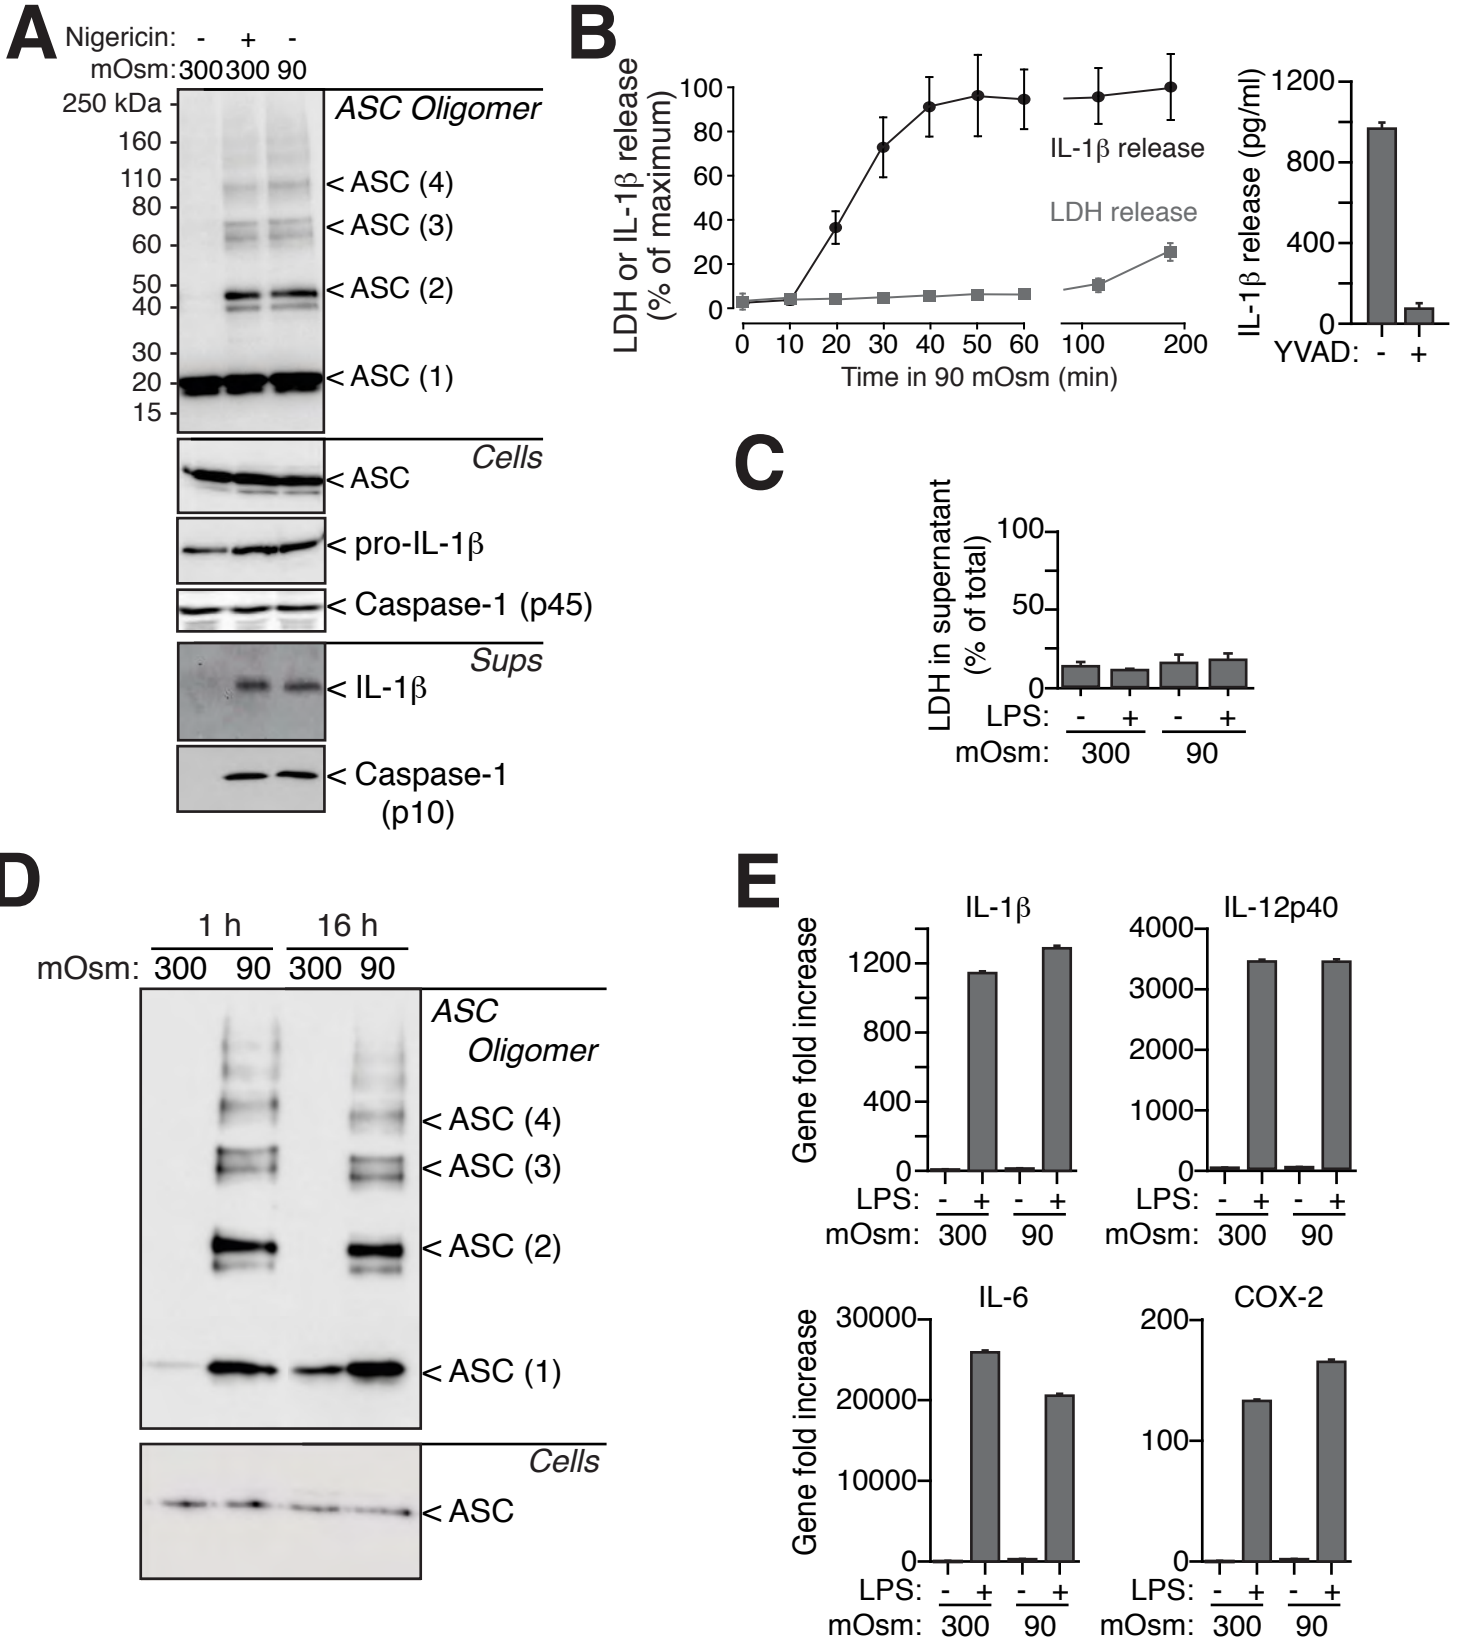 A
Nigericin: - + -
mOsm: 300 300 90
ASC Oligomer
250 kDa
160
110
80
60
50
40
30
20
15
< ASC (4)
< ASC (3)
< ASC (2)
< ASC (1)
Cells
< ASC
< pro-IL-1β
< Caspase-1 (p45)
Sups
< IL-1β
< Caspase-1
(p10)
B
LDH or IL-1β release
(% of maximum)
100
80
60
40
20
0
0 10 20 30 40 50 60 100 200
Time in 90 mOsm (min)
IL-1β release
LDH release
IL-1β release (pg/ml)
1200
800
400
0
YVAD: - +
C
LDH in supernatant
(% of total)
100
50
0
LPS: - + - +
mOsm: 300 90
D
1 h 16 h
mOsm: 300 90 300 90
ASC
Oligomer
< ASC (4)
< ASC (3)
< ASC (2)
< ASC (1)
Cells
< ASC
E
IL-1β
Gene fold increase
1200
800
400
0
LPS: - + - +
mOsm: 300 90
IL-12p40
4000
3000
2000
1000
0
LPS: - + - +
mOsm: 300 90
IL-6
Gene fold increase
30000
20000
10000
0
LPS: - + - +
mOsm: 300 90
COX-2
200
100
0
LPS: - + - +
mOsm: 300 90